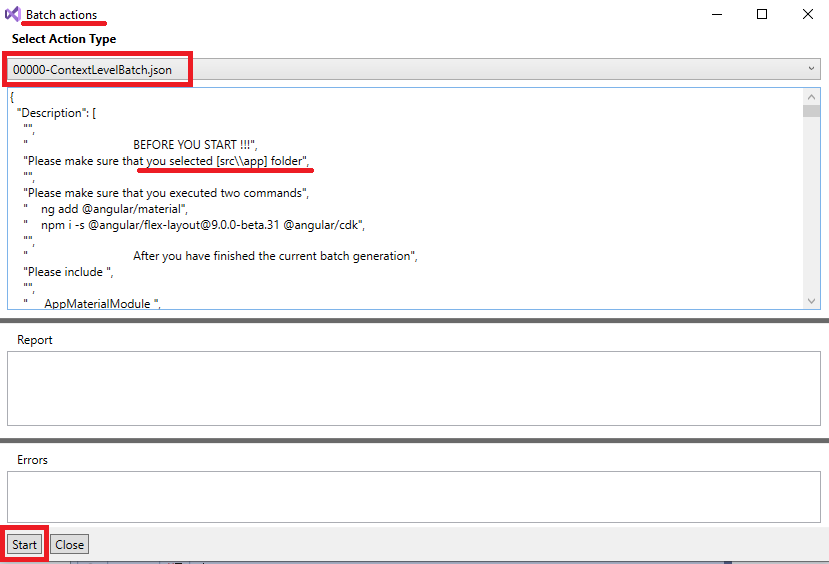 Batch actions
Select Action Type
00000-ContextLevelBatch.json
{
"Description": [
"",
" BEFORE YOU START !!!",
"Please make sure that you selected [src\\app] folder",
"",
"Please make sure that you executed two commands",
" ng add @angular/material",
" npm i -s @angular/flex-layout@9.0.0-beta.31 @angular/cdk",
"",
" After you have finished the current batch generation",
"Please include ",
"",
" AppMaterialModule ",
Report
Errors
Start Close